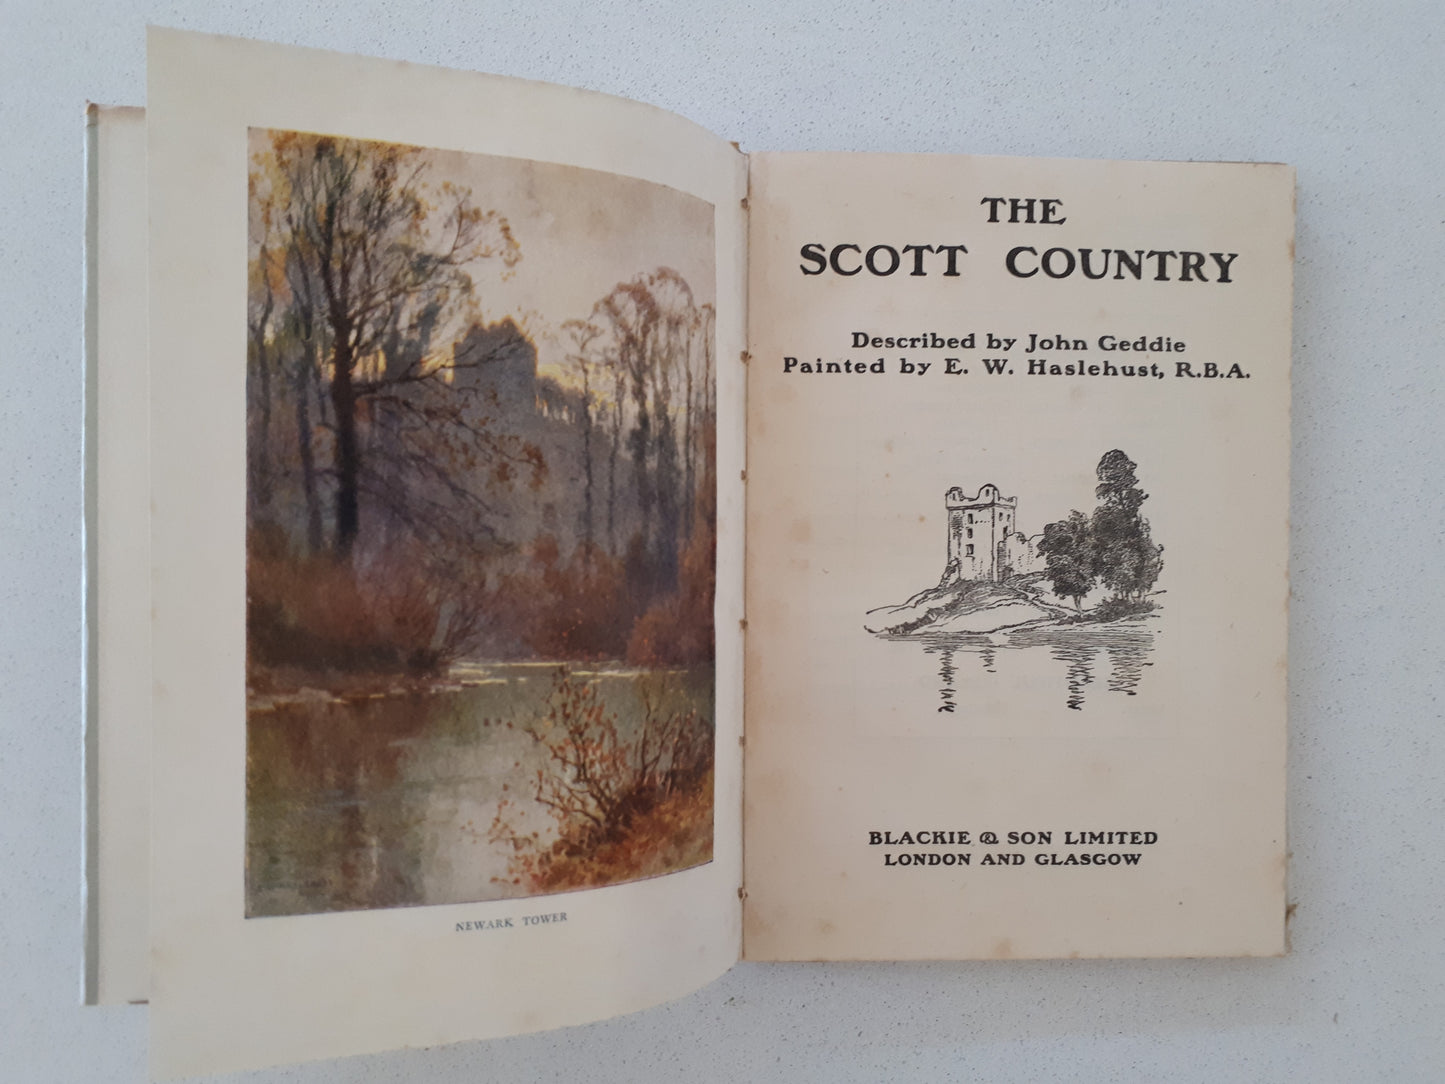 NEWARK TOWER
THE
SCOTT COUNTRY
Described by John Geddie
Painted by E. W. Haslehust, R.B.A.
BLACKIE & SON LIMITED
LONDON AND GLASGOW